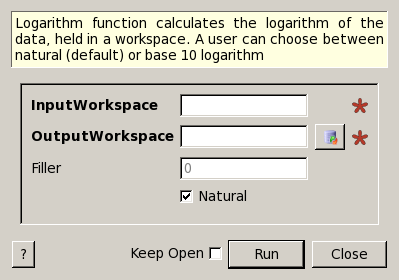 Logarithm function calculates the logarithm of the
data, held in a workspace. A user can choose between
natural (default) or base 10 logarithm
InputWorkspace *
OutputWorkspace *
Filler 0
Natural
? Keep Open Run Close